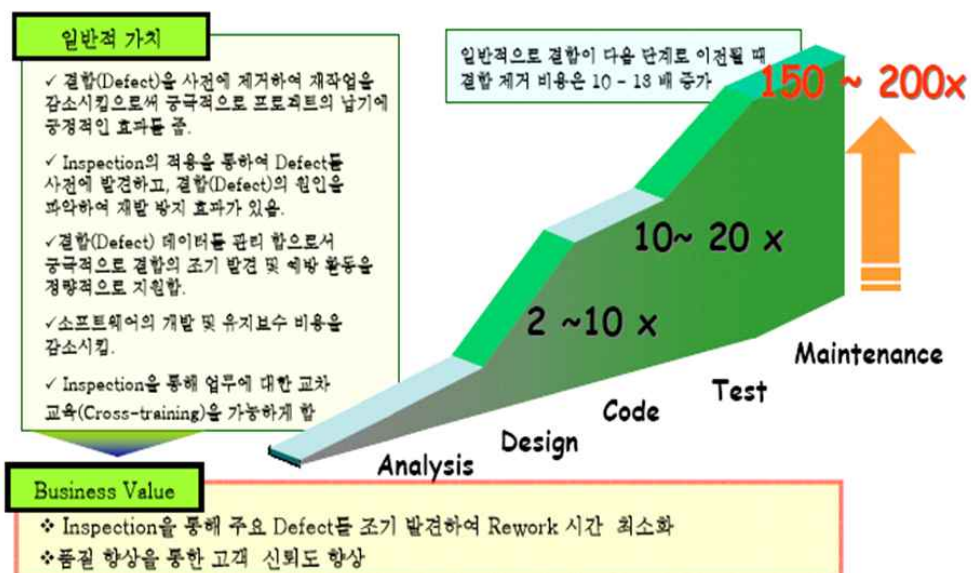 일반적 가치
✓ 결함(Defect)을 사전에 제거하여 재작업을
감소시킴으로써 궁극적으로 프로젝트의 납기에
긍정적인 효과를 줌.
✓ Inspection의 적용을 통하여 Defect를
사전에 발견하고, 결함(Defect)의 원인을
파악하여 재발 방지 효과가 있음.
✓결함(Defect) 데이터를 관리 함으로서
궁극적으로 결함의 조기 발견 및 예방 활동을
정량적으로 지원함.
✓소프트웨어의 개발 및 유지보수 비용을
감소시킴.
✓ Inspection을 통해 업무에 대한 교차
교육(Cross-training)을 가능하게 함
일반적으로 결함이 다음 단계로 이전될 때
결함 제거 비용은 10 - 13 배 증가
150 ~ 200x
10~ 20 x
2 ~10 x
Maintenance
Test
Code
Design
Analysis
Business Value
❖ Inspection을 통해 주요 Defect를 조기 발견하여 Rework 시간 최소화
❖품질 향상을 통한 고객 신뢰도 향상